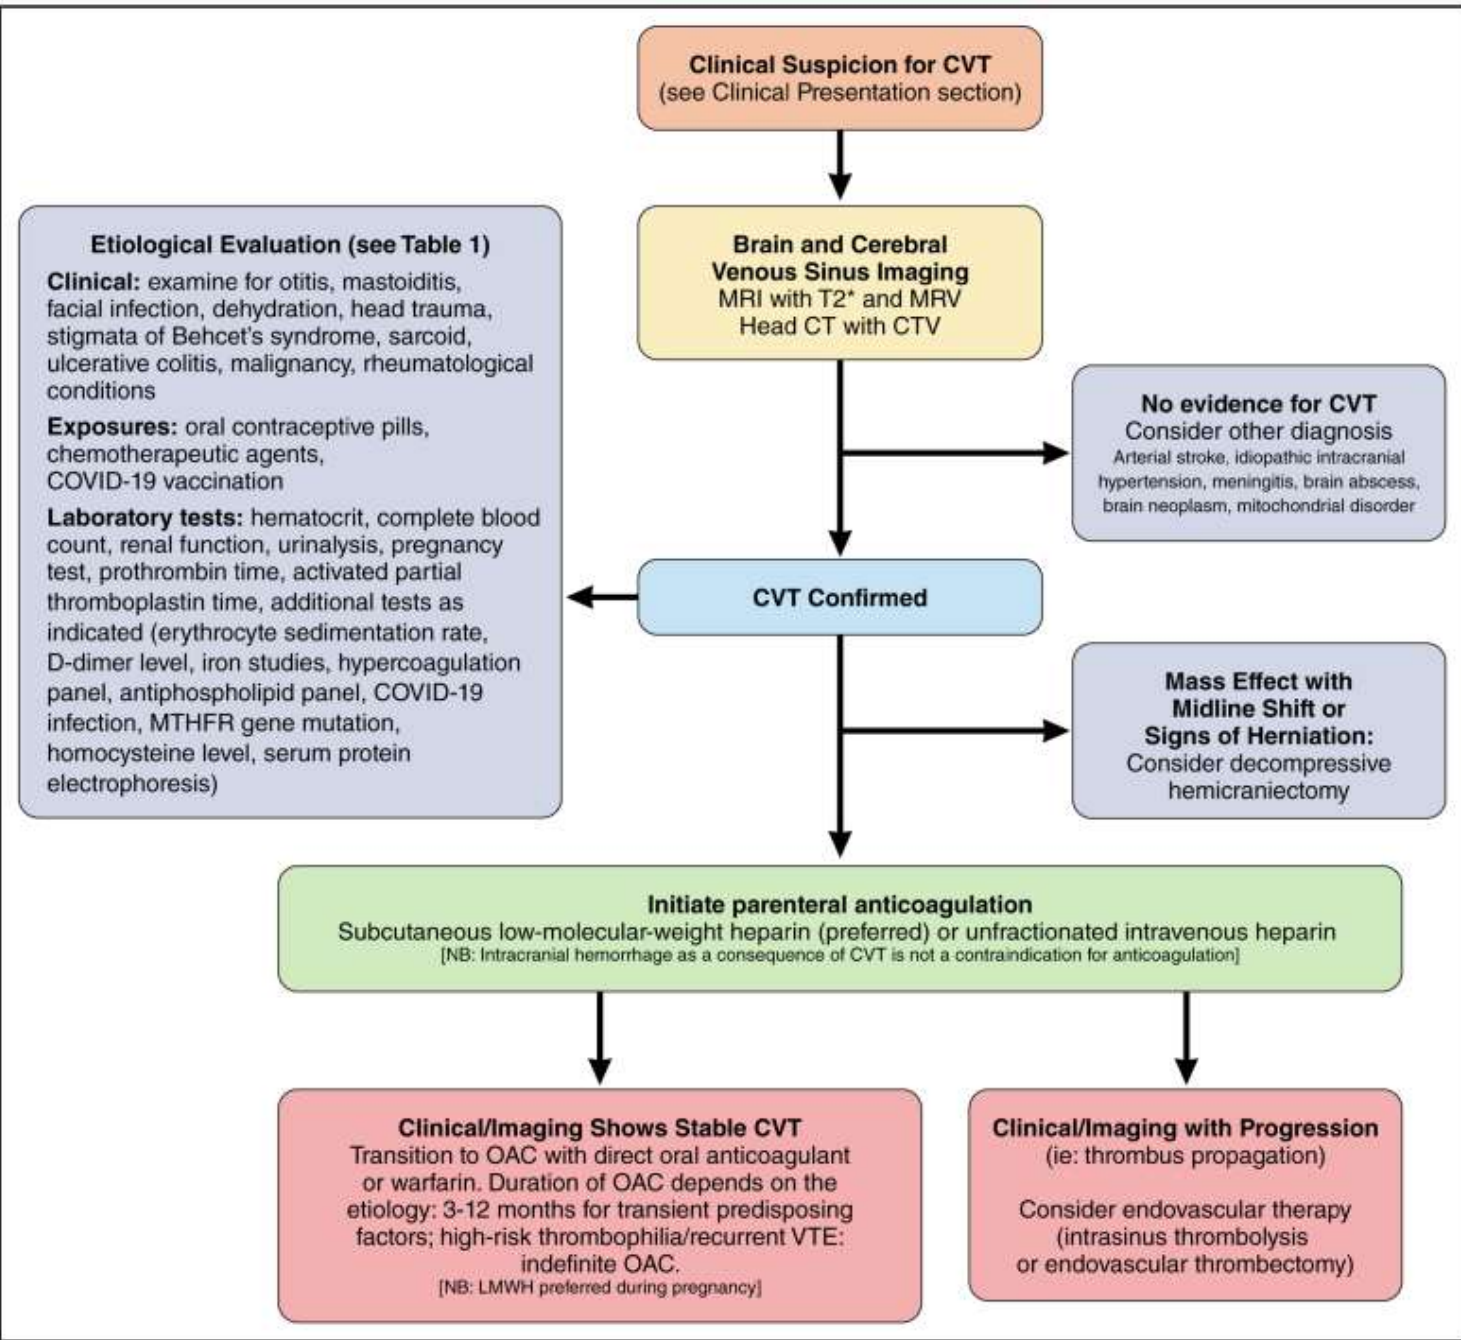 Clinical Suspicion for CVT
(see Clinical Presentation section)
Brain and Cerebral
Venous Sinus Imaging
MRI with T2* and MRV
Head CT with CTV
Etiological Evaluation (see Table 1)
Clinical: examine for otitis, mastoiditis,
facial infection, dehydration, head trauma,
stigmata of Behcet's syndrome, sarcoid,
ulcerative colitis, malignancy, rheumatological
conditions
Exposures: oral contraceptive pills,
chemotherapeutic agents,
COVID-19 vaccination
Laboratory tests: hematocrit, complete blood
count, renal function, urinalysis, pregnancy
test, prothrombin time, activated partial
thromboplastin time, additional tests as
indicated (erythrocyte sedimentation rate,
D-dimer level, iron studies, hypercoagulation
panel, antiphospholipid panel, COVID-19
infection, MTHFR gene mutation,
homocysteine level, serum protein
electrophoresis)
No evidence for CVT
Consider other diagnosis
Arterial stroke, idiopathic intracranial
hypertension, meningitis, brain abscess,
brain neoplasm, mitochondrial disorder
CVT Confirmed
Mass Effect with
Midline Shift or
Signs of Herniation:
Consider decompressive
hemicraniectomy
Initiate parenteral anticoagulation
Subcutaneous low-molecular-weight heparin (preferred) or unfractionated intravenous heparin
[NB: Intracranial hemorrhage as a consequence of CVT is not a contraindication for anticoagulation]
Clinical/Imaging Shows Stable CVT
Transition to OAC with direct oral anticoagulant
or warfarin. Duration of OAC depends on the
etiology: 3-12 months for transient predisposing
factors; high-risk thrombophilia/recurrent VTE:
indefinite OAC.
[NB: LMWH preferred during pregnancy]
Clinical/Imaging with Progression
(ie: thrombus propagation)
Consider endovascular therapy
(intrasinus thrombolysis
or endovascular thrombectomy)